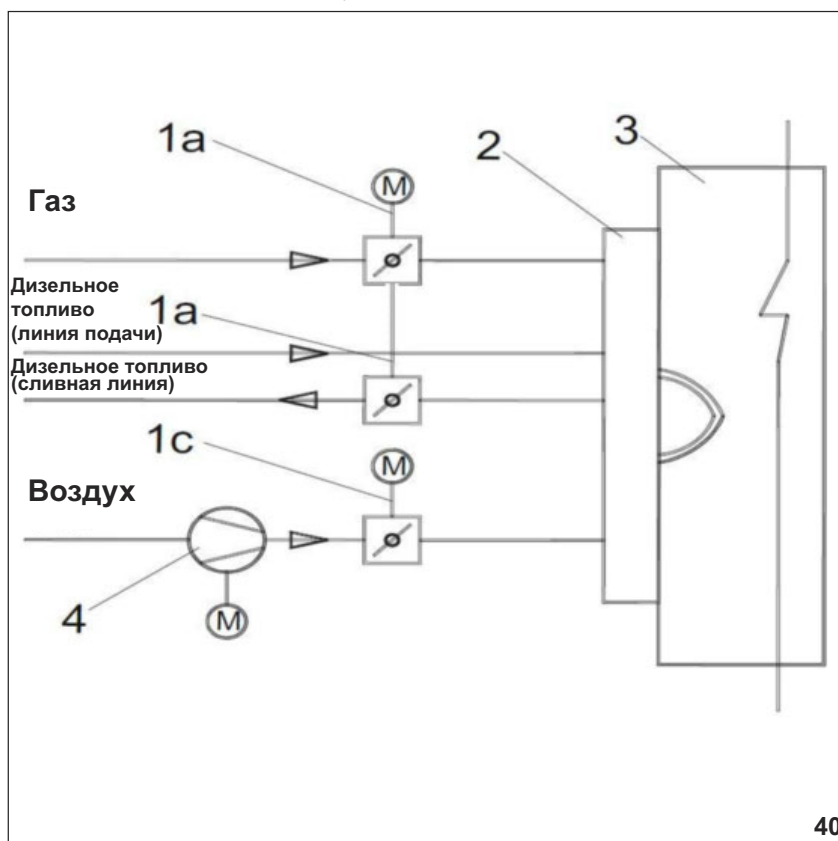 1a
2
3
M
Газ
Дизельное
топливо
(линия подачи)
1a
Дизельное топливо
(сливная линия)
1c
M
Воздух
4
M
40